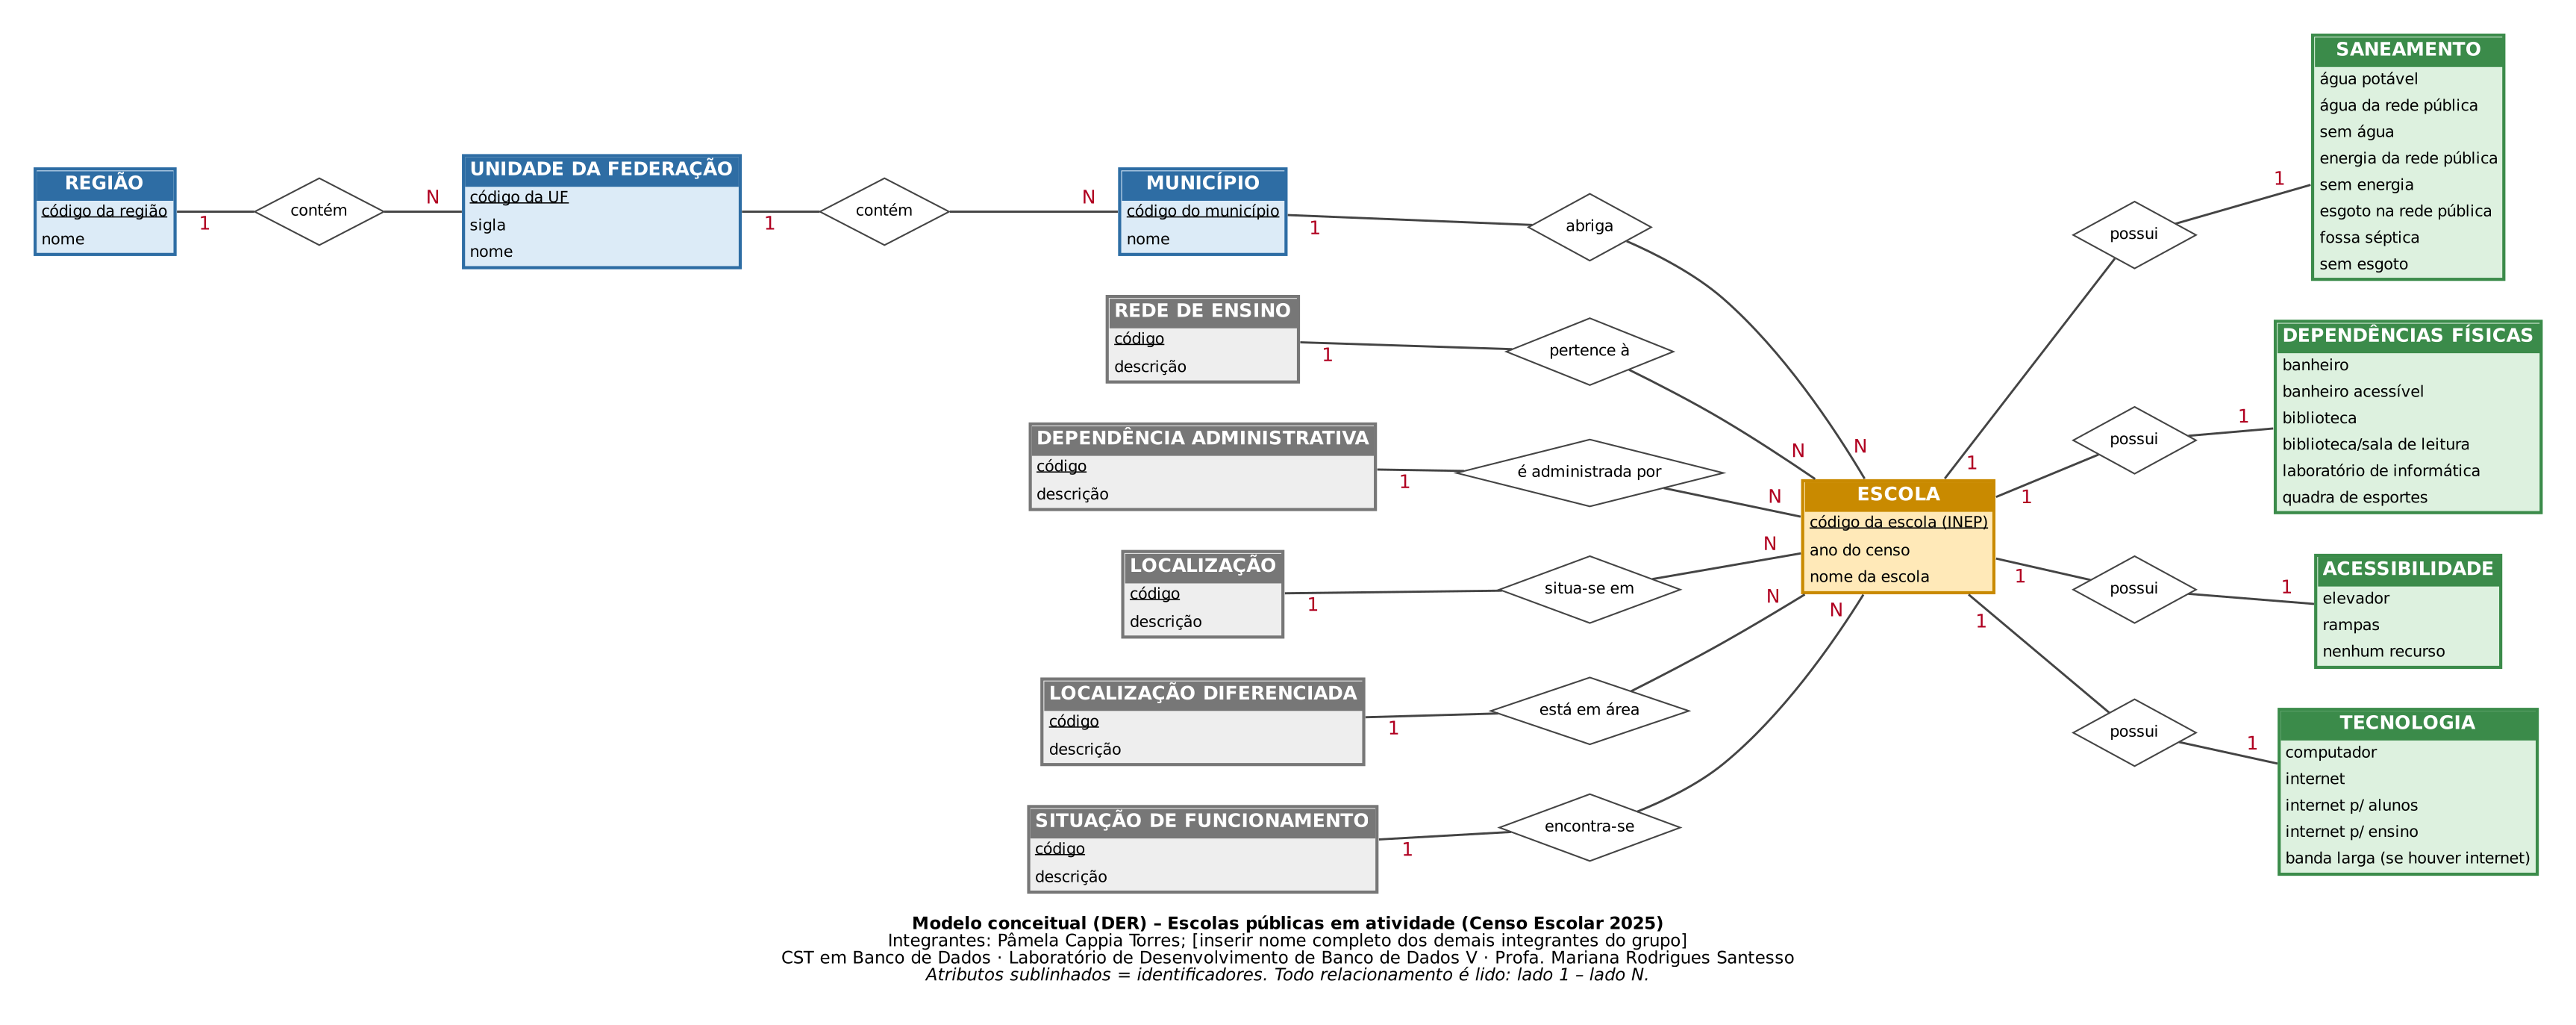 REGIÃO
código da região
nome
1
contém
N
UNIDADE DA FEDERAÇÃO
código da UF
sigla
nome
1
contém
N
MUNICÍPIO
código do município
nome
1
abriga
N
REDE DE ENSINO
código
descrição
1
pertence à
N
DEPENDÊNCIA ADMINISTRATIVA
código
descrição
1
é administrada por
N
LOCALIZAÇÃO
código
descrição
1
situa-se em
N
LOCALIZAÇÃO DIFERENCIADA
código
descrição
1
está em área
N
SITUAÇÃO DE FUNCIONAMENTO
código
descrição
1
encontra-se
N
ESCOLA
código da escola (INEP)
ano do censo
nome da escola
1
possui
1
SANEAMENTO
água potável
água da rede pública
sem água
energia da rede pública
sem energia
esgoto na rede pública
fossa séptica
sem esgoto
1
possui
1
DEPENDÊNCIAS FÍSICAS
banheiro
banheiro acessível
biblioteca
biblioteca/sala de leitura
laboratório de informática
quadra de esportes
1
possui
1
ACESSIBILIDADE
elevador
rampas
nenhum recurso
1
possui
1
TECNOLOGIA
computador
internet
internet p/ alunos
internet p/ ensino
banda larga (se houver internet)
Modelo conceitual (DER) – Escolas públicas em atividade (Censo Escolar 2025)
Integrantes: Pâmela Cappia Torres; [inserir nome completo dos demais integrantes do grupo]
CST em Banco de Dados · Laboratório de Desenvolvimento de Banco de Dados V · Profa. Mariana Rodrigues Santesso
Atributos sublinhados = identificadores. Todo relacionamento é lido: lado 1 – lado N.